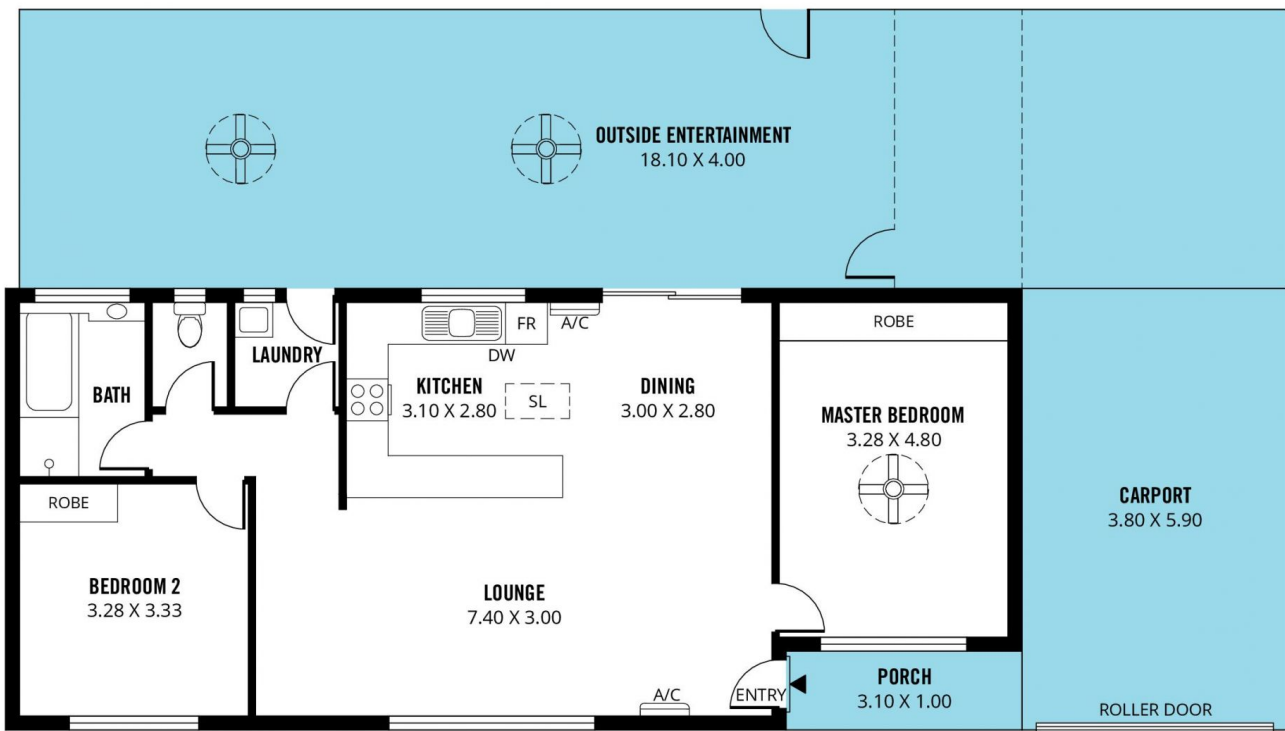 OUTSIDE ENTERTAINMENT
18.10 X 4.00
ROBE
FR
A/C
LAUNDRY
DW
BATH
KITCHEN
3.10 X 2.80
SL
DINING
3.00 X 2.80
MASTER BEDROOM
3.28 X 4.80
ROBE
CARPORT
3.80 X 5.90
BEDROOM 2
3.28 X 3.33
LOUNGE
7.40 X 3.00
PORCH
3.10 X 1.00
A/C
ENTRY
ROLLER DOOR